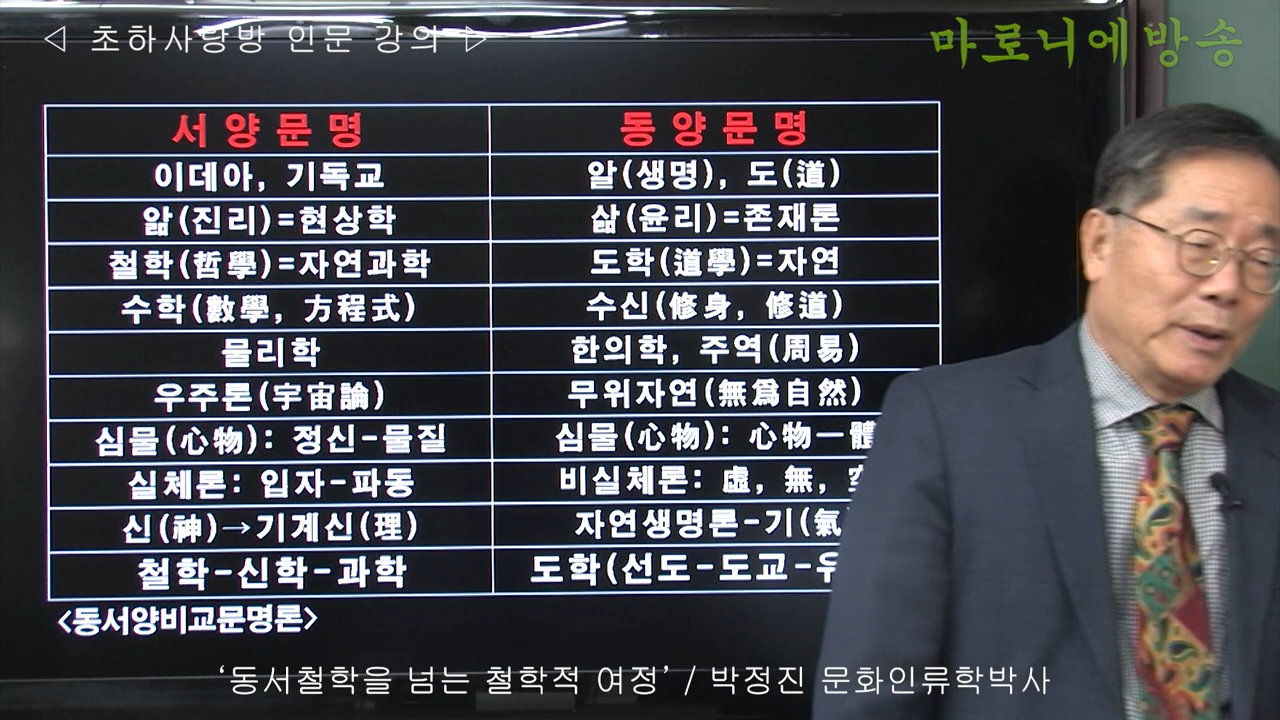 ◁ 초하사당방 인문 강의 ▷
마로니에방송
서양문명 동양문명
이데아, 기독교 알(생명), 도(道)
앎(진리)=현상학 삶(윤리)=존재론
철학(哲學)=자연과학 도학(道學)=자연
수학(數學, 方程式) 수신(修身, 修道)
물리학 한의학, 주역(周易)
우주론(宇宙論) 무위자연(無爲自然)
심물(心物): 정신-물질 심물(心物): 心物一體
실체론: 입자-파동 비실체론: 虛, 無,
신(神)→기계신(理) 자연생명론-기(氣
철학-신학-과학 도학(선도-도교-
<동서양비교문명론>
‘동서철학을 넘는 철학적 여정’ / 박정진 문화인류학박사